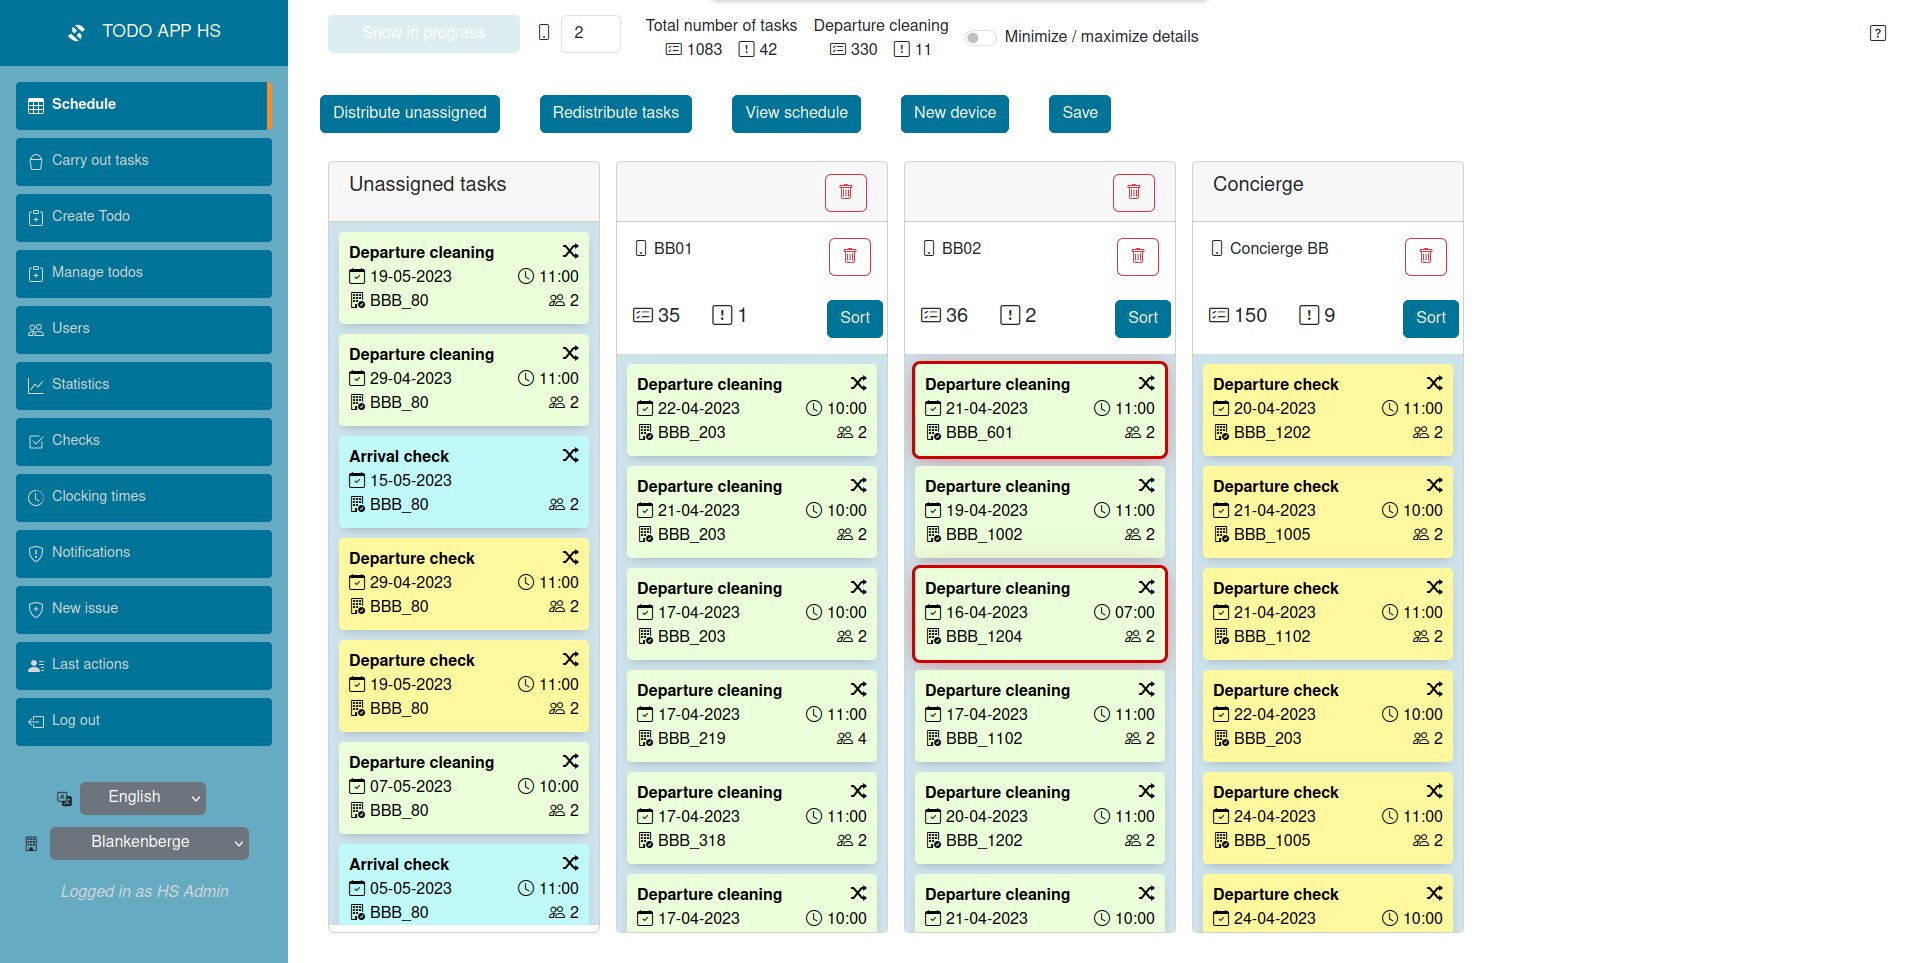 TODO APP HS
Schedule
Carry out tasks
Create Todo
Manage todos
Users
Statistics
Checks
Clocking times
Notifications
New issue
Last actions
Log out
English
Blankenberge
Logged in as HS Admin
Show in progress
2
Total number of tasks
1083 42
Departure cleaning
330 11
Minimize / maximize details
Distribute unassigned
Redistribute tasks
View schedule
New device
Save
Unassigned tasks
Departure cleaning
19-05-2023 11:00
BBB_80 2
Departure cleaning
29-04-2023 11:00
BBB_80 2
Arrival check
15-05-2023
BBB_80 2
Departure check
29-04-2023 11:00
BBB_80 2
Departure check
19-05-2023 11:00
BBB_80 2
Departure cleaning
07-05-2023 10:00
BBB_80 2
Arrival check
05-05-2023 11:00
BBB_80 2
BB01
35 1 Sort
Departure cleaning
22-04-2023 10:00
BBB_203 2
Departure cleaning
21-04-2023 10:00
BBB_203 2
Departure cleaning
17-04-2023 10:00
BBB_203 2
Departure cleaning
17-04-2023 11:00
BBB_219 4
Departure cleaning
17-04-2023 11:00
BBB_318 2
Departure cleaning
17-04-2023 10:00
BB02
36 2 Sort
Departure cleaning
21-04-2023 11:00
BBB_601 2
Departure cleaning
19-04-2023 11:00
BBB_1002 2
Departure cleaning
16-04-2023 07:00
BBB_1204 2
Departure cleaning
17-04-2023 11:00
BBB_1102 2
Departure cleaning
20-04-2023 11:00
BBB_1202 2
Departure cleaning
21-04-2023 10:00
Concierge
Concierge BB
150 9 Sort
Departure check
20-04-2023 11:00
BBB_1202 2
Departure check
21-04-2023 10:00
BBB_1005 2
Departure check
21-04-2023 11:00
BBB_1102 2
Departure check
22-04-2023 10:00
BBB_203 2
Departure check
24-04-2023 11:00
BBB_1005 2
Departure check
24-04-2023 10:00